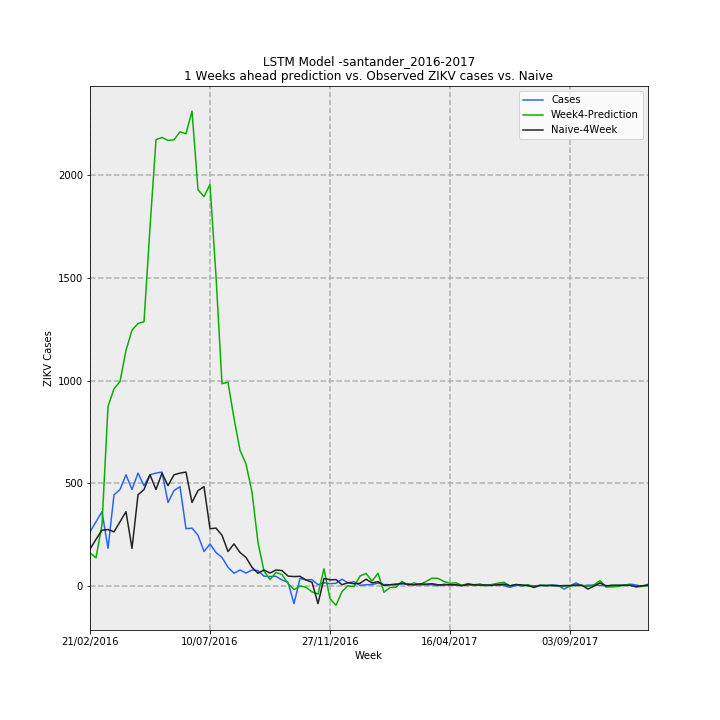 LSTM Model -santander_2016-2017
1 Weeks ahead prediction vs. Observed ZIKV cases vs. Naive
Cases
Week4-Prediction
Naive-4Week
2000
1500
1000
500
0
ZIKV Cases
21/02/2016
10/07/2016
27/11/2016
16/04/2017
03/09/2017
Week